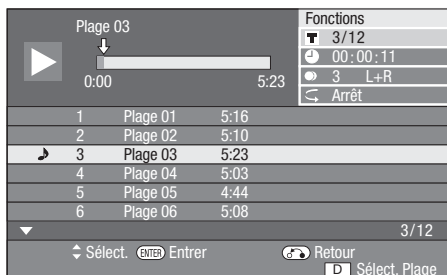 Plage 03
0:00 5:23
Fonctions
T 3/12
00:00:11
3 L+R
Arrêt
1 Plage 01 5:16
2 Plage 02 5:10
3 Plage 03 5:23
4 Plage 04 5:03
5 Plage 05 4:44
6 Plage 06 5:08
3/12
Sélect. ENTER Entrer Retour
D Sélect. Plage